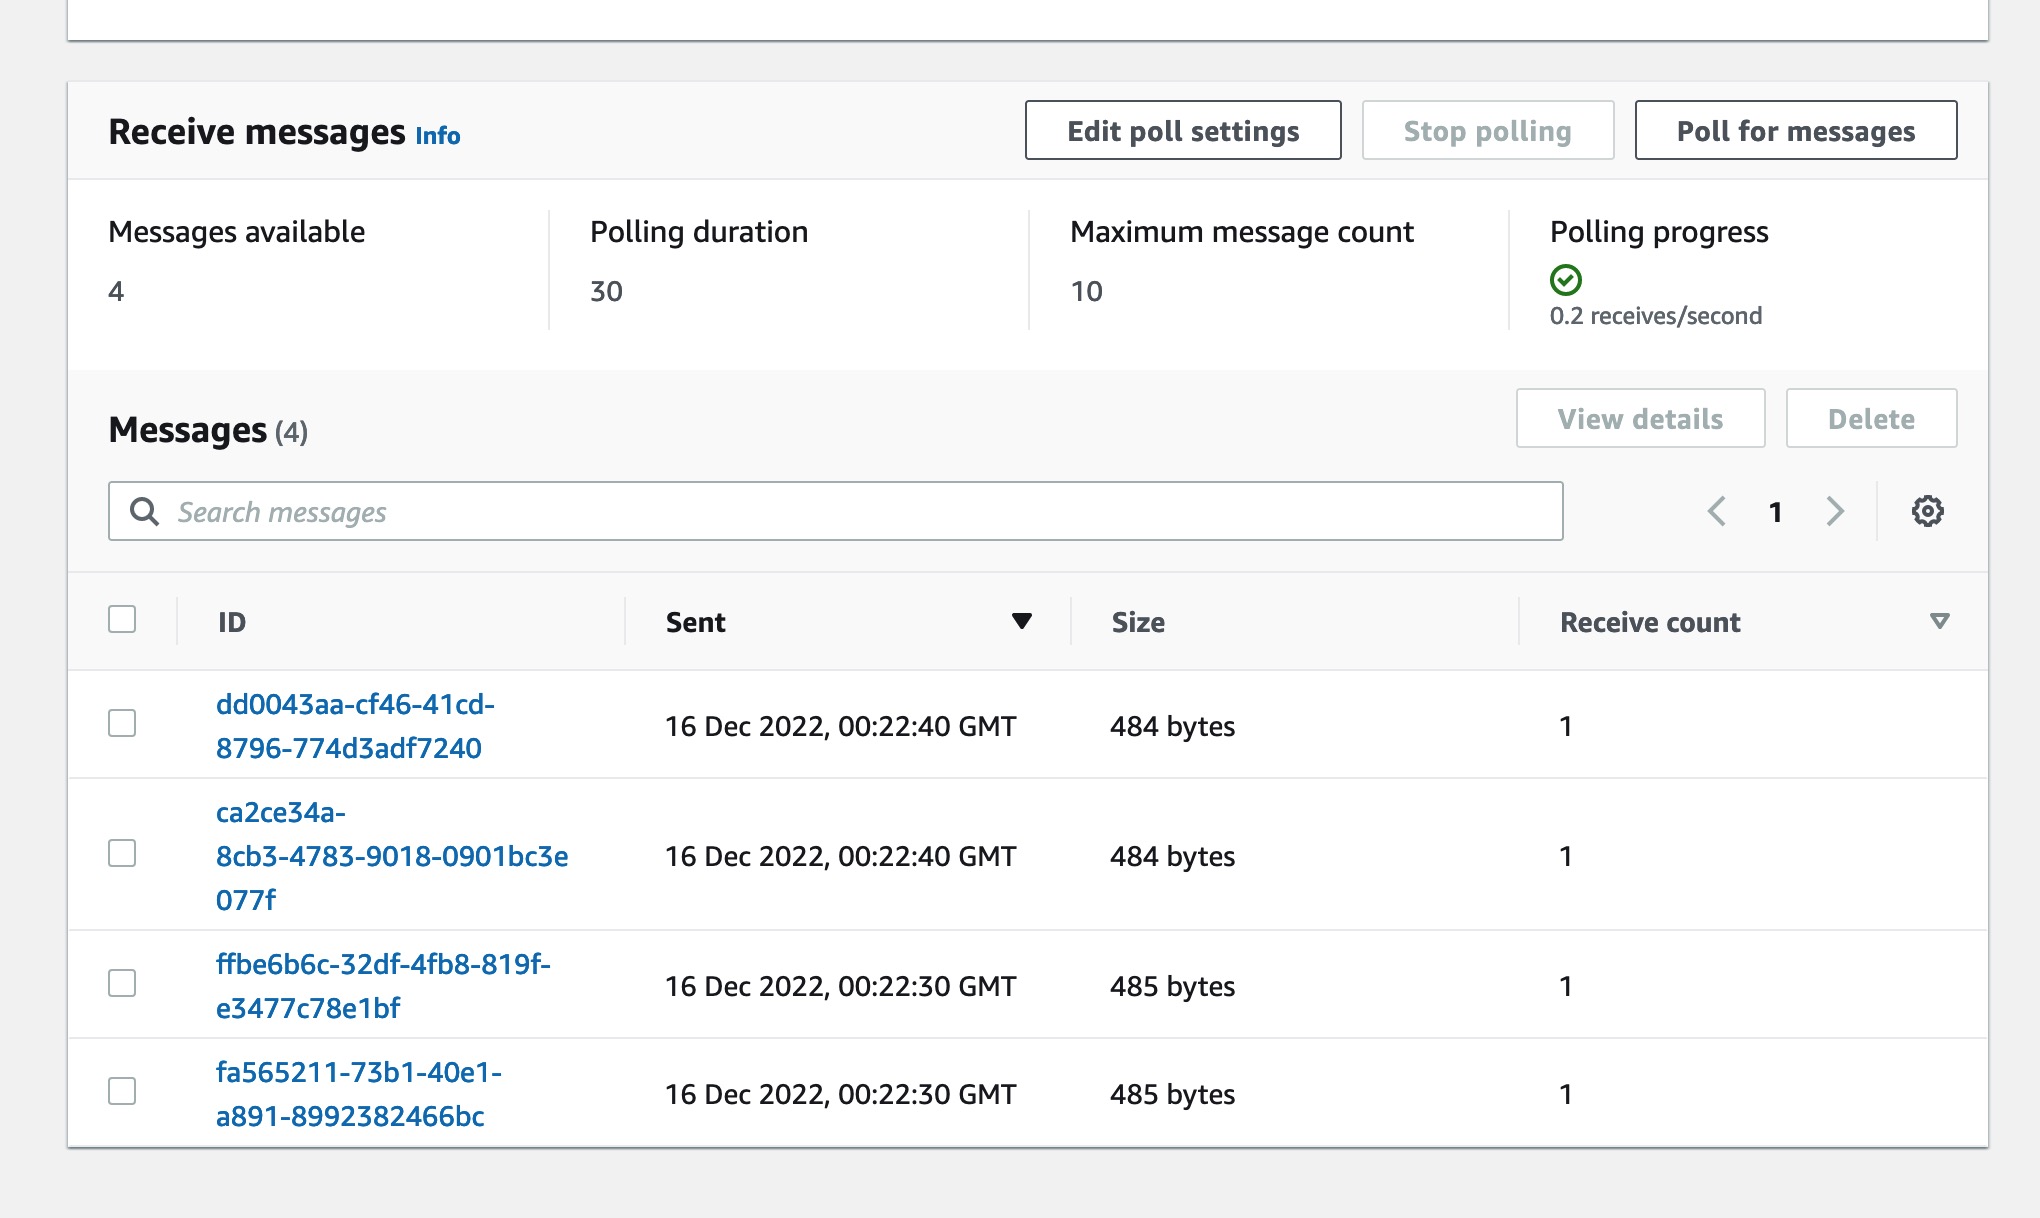 Receive messages Info
Edit poll settings
Stop polling
Poll for messages
Messages available
4
Polling duration
30
Maximum message count
10
Polling progress
0.2 receives/second
Messages (4)
View details
Delete
Search messages
1
ID
Sent
Size
Receive count
dd0043aa-cf46-41cd-
8796-774d3adf7240
16 Dec 2022, 00:22:40 GMT
484 bytes
1
ca2ce34a-
8cb3-4783-9018-0901bc3e
077f
16 Dec 2022, 00:22:40 GMT
484 bytes
1
ffbe6b6c-32df-4fb8-819f-
e3477c78e1bf
16 Dec 2022, 00:22:30 GMT
485 bytes
1
fa565211-73b1-40e1-
a891-8992382466bc
16 Dec 2022, 00:22:30 GMT
485 bytes
1